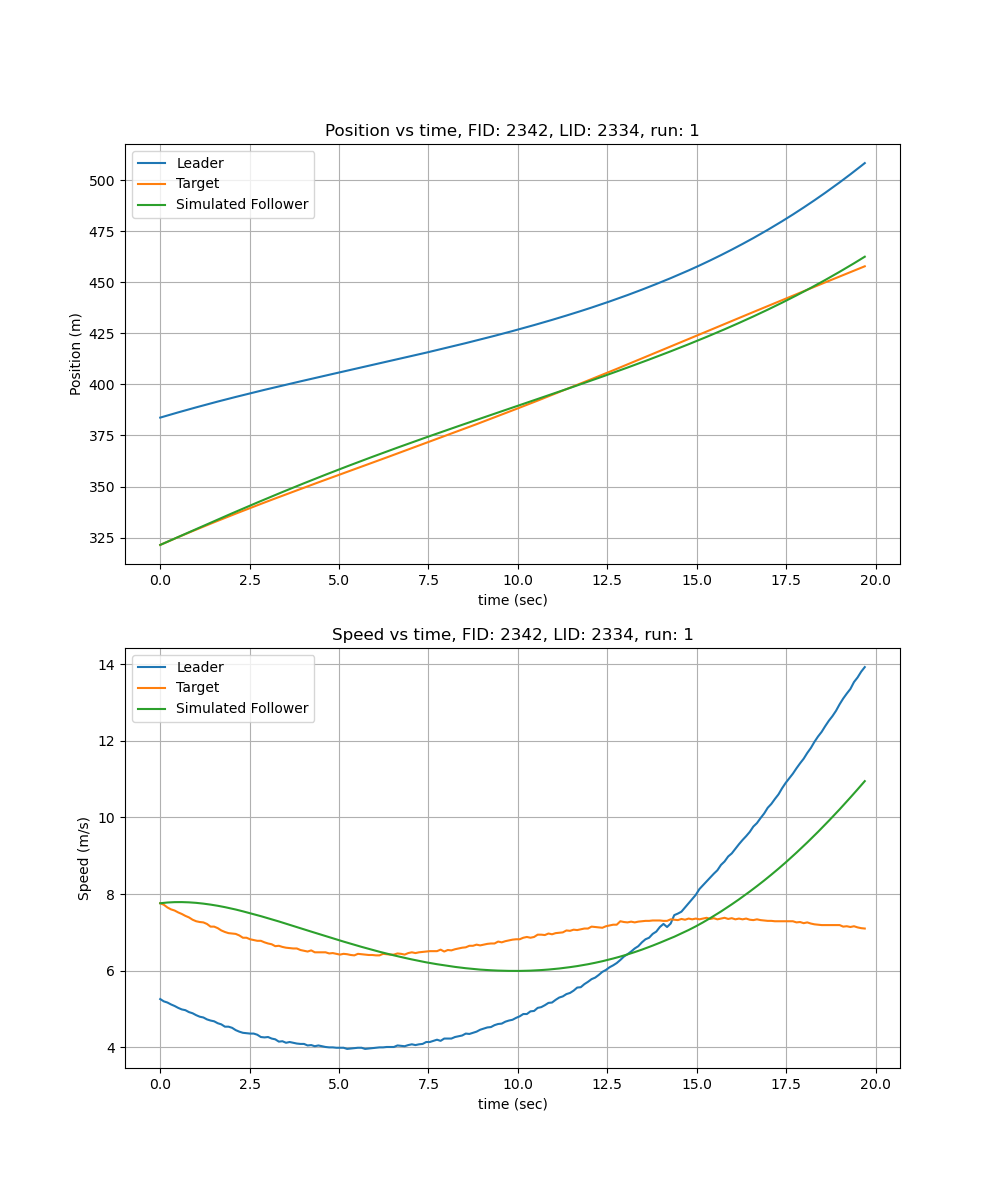 Position vs time, FID: 2342, LID: 2334, run: 1
Leader
Target
Simulated Follower
500
475
450
425
400
375
350
325
Position (m)
0.0 2.5 5.0 7.5 10.0 12.5 15.0 17.5 20.0
time (sec)
Speed vs time, FID: 2342, LID: 2334, run: 1
Leader
Target
Simulated Follower
14
12
10
8
6
4
Speed (m/s)
0.0 2.5 5.0 7.5 10.0 12.5 15.0 17.5 20.0
time (sec)